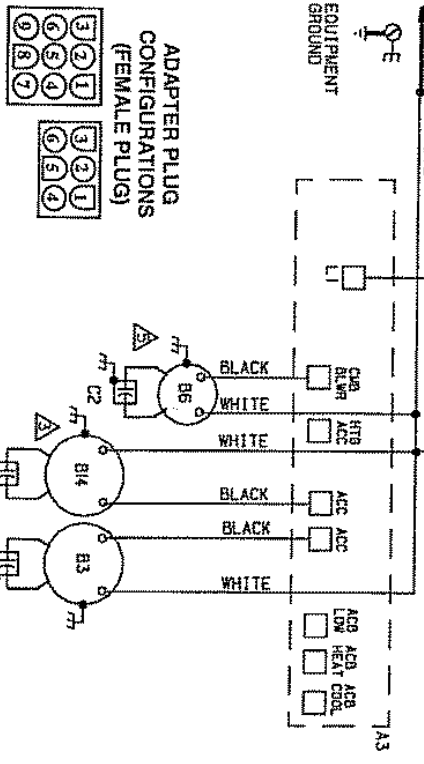 EQUIPMENT
GROUND
E
ADAPTER PLUG
CONFIGURATIONS
(FEMALE PLUG)
3 2 1
6 5 4
9 8 7
3 2 1
6 5 4
L1
CMB
BLWR
HTG
ACC
ACC
ACC
ACB
LOW
ACB
HEAT
ACB
COOL
A3
BLACK
WHITE
WHITE
BLACK
BLACK
WHITE
5
B6
C2
3
B14
B3